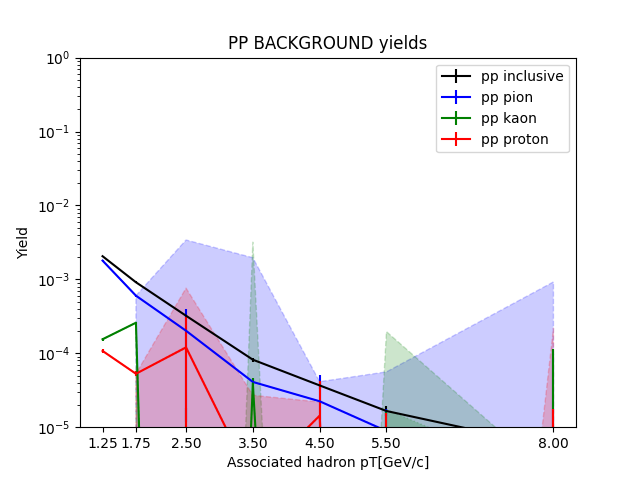 PP BACKGROUND yields
pp inclusive
pp pion
pp kaon
pp proton
Yield
10^0
10^-1
10^-2
10^-3
10^-4
10^-5
1.25 1.75 2.50 3.50 4.50 5.50 8.00
Associated hadron pT[GeV/c]